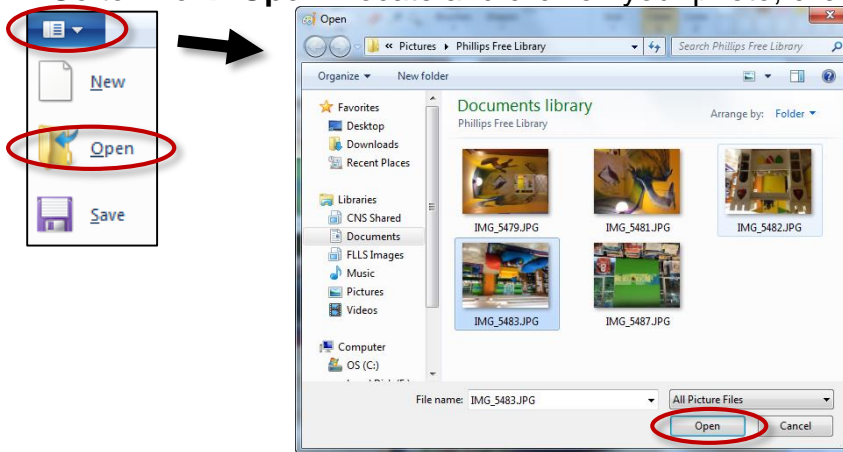 New
Open
Save
Open
« Pictures ▸ Phillips Free Library
Search Phillips Free Library
Organize ▾ New folder
Favorites
Desktop
Downloads
Recent Places
Libraries
CNS Shared
Documents
FLLS Images
Music
Pictures
Videos
Computer
OS (C:)
Documents library
Phillips Free Library
Arrange by: Folder ▾
IMG_5479.JPG
IMG_5481.JPG
IMG_5482.JPG
IMG_5483.JPG
IMG_5487.JPG
File name: IMG_5483.JPG
All Picture Files
Open
Cancel